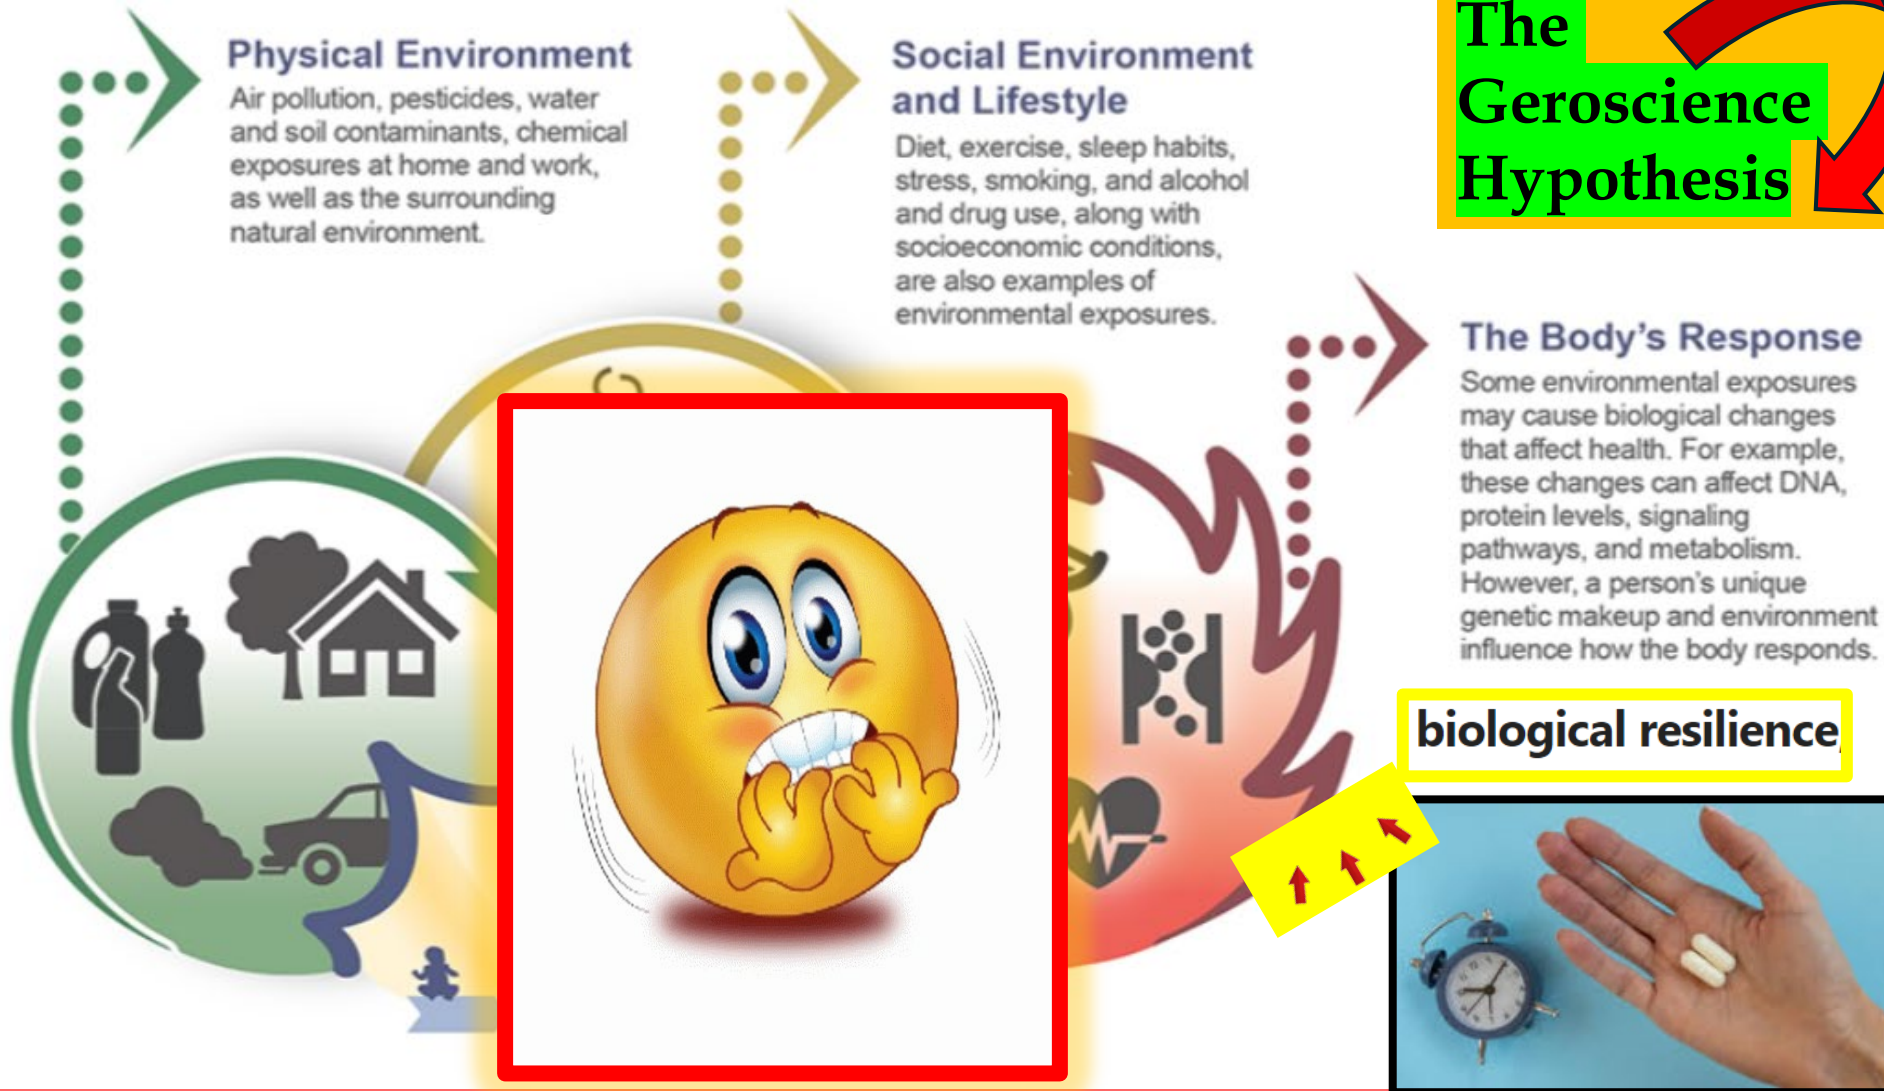 Physical Environment
Air pollution, pesticides, water
and soil contaminants, chemical
exposures at home and work,
as well as the surrounding
natural environment.
Social Environment
and Lifestyle
Diet, exercise, sleep habits,
stress, smoking, and alcohol
and drug use, along with
socioeconomic conditions,
are also examples of
environmental exposures.
The
Geroscience
Hypothesis
The Body's Response
Some environmental exposures
may cause biological changes
that affect health. For example,
these changes can affect DNA,
protein levels, signaling
pathways, and metabolism.
However, a person's unique
genetic makeup and environment
influence how the body responds.
biological resilience,